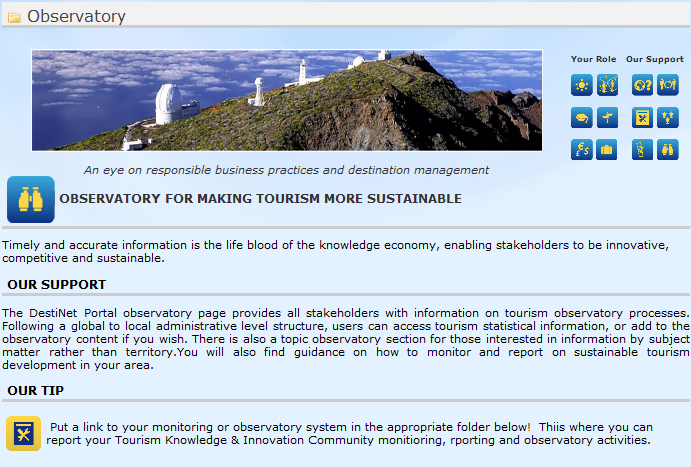 Observatory
Your Role Our Support
An eye on responsible business practices and destination management
OBSERVATORY FOR MAKING TOURISM MORE SUSTAINABLE
Timely and accurate information is the life blood of the knowledge economy, enabling stakeholders to be innovative,
competitive and sustainable.
OUR SUPPORT
The DestiNet Portal observatory page provides all stakeholders with information on tourism observatory processes.
Following a global to local administrative level structure, users can access tourism statistical information, or add to the
observatory content if you wish. There is also a topic observatory section for those interested in information by subject
matter rather than territory.You will also find guidance on how to monitor and report on sustainable tourism
development in your area.
OUR TIP
Put a link to your monitoring or observatory system in the appropriate folder below! Thiis where you can
report your Tourism Knowledge & Innovation Community monitioring, rporting and observatory activities.